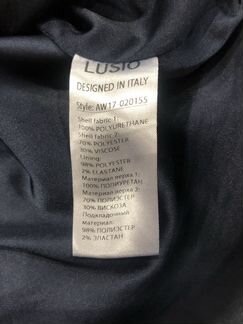 LUSIO
DESIGNED IN ITALY
Style: AW17-020155
Shell fabric 1:
100% POLYURETHANE
Shell fabric 2:
70% POLYESTER
30% VISCOSE
Lining:
98% POLYESTER
2% ELASTANE
Материал верха 1:
100% ПОЛИУРЕТАН
Материал верха 2:
70% ПОЛИЭСТЕР
30% ВИСКОЗА
Подкладочный
материал:
98% ПОЛИЭСТЕР
2% ЭЛАСТАН